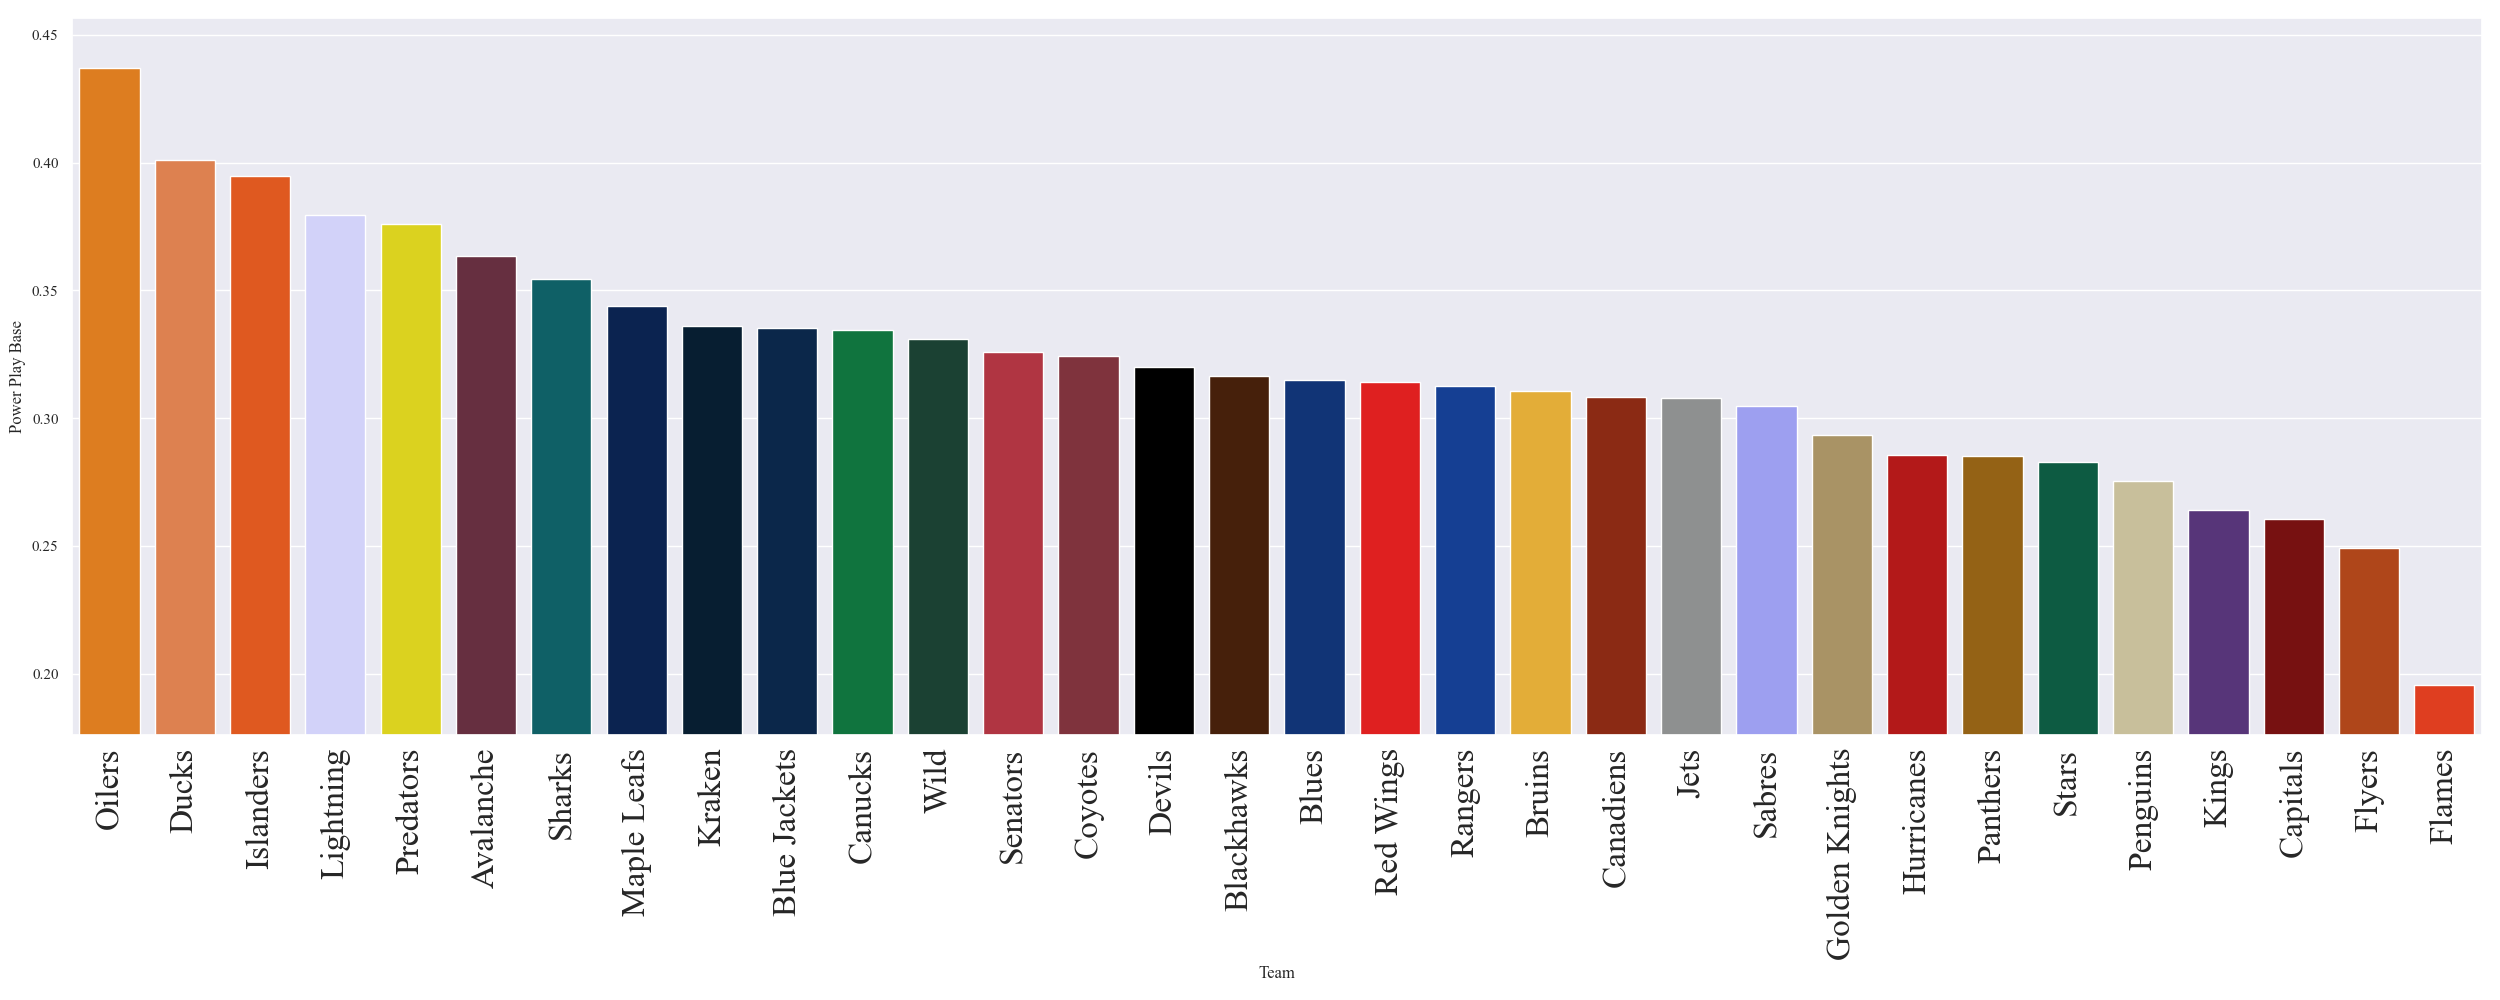 0.45
0.40
0.35
0.30
0.25
0.20
Power Play Base
Oilers
Ducks
Islanders
Lightning
Predators
Avalanche
Sharks
Maple Leafs
Kraken
Blue Jackets
Canucks
Wild
Senators
Coyotes
Devils
Blackhawks
Blues
Red Wings
Rangers
Bruins
Canadiens
Jets
Sabres
Golden Knights
Hurricanes
Panthers
Stars
Penguins
Kings
Capitals
Flyers
Flames
Team